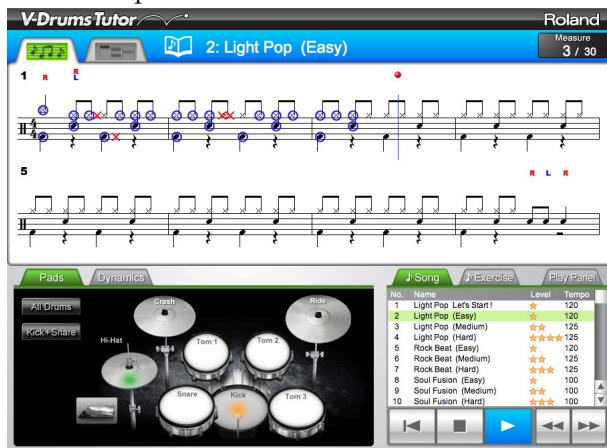 V-Drums Tutor Roland
2: Light Pop (Easy) Measure
3 / 30
1 R R
L
5 R L R
Pads Dynamics
All Drums
Kick+Snare
Crash Ride
Hi-Hat
Tom 1 Tom 2
Snare Kick Tom 3
Song Exercise Play Panel
No. Name Level Tempo
1 Light Pop Let's Start! 120
2 Light Pop (Easy) 120
3 Light Pop (Medium) 125
4 Light Pop (Hard) 125
5 Rock Beat (Easy) 120
6 Rock Beat (Medium) 125
7 Rock Beat (Hard) 125
8 Soul Fusion (Easy) 100
9 Soul Fusion (Medium) 100
10 Soul Fusion (Hard) 100